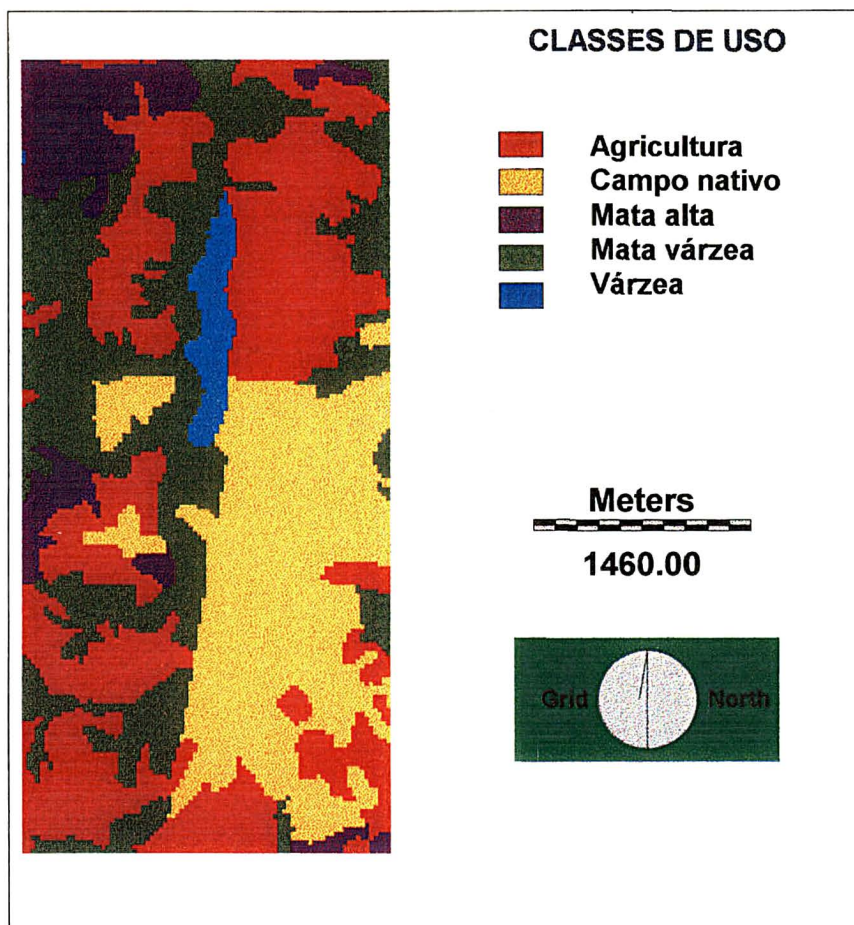 CLASSES DE USO
Agricultura
Campo nativo
Mata alta
Mata várzea
Várzea
Meters
1460.00
Grid North